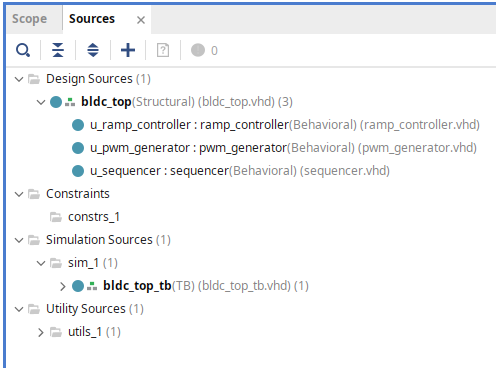 Scope Sources ×
? 0
Design Sources (1)
bldc_top(Structural) (bldc_top.vhd) (3)
u_ramp_controller : ramp_controller(Behavioral) (ramp_controller.vhd)
u_pwm_generator : pwm_generator(Behavioral) (pwm_generator.vhd)
u_sequencer : sequencer(Behavioral) (sequencer.vhd)
Constraints
constrs_1
Simulation Sources (1)
sim_1 (1)
bldc_top_tb(TB) (bldc_top_tb.vhd) (1)
Utility Sources (1)
utils_1 (1)